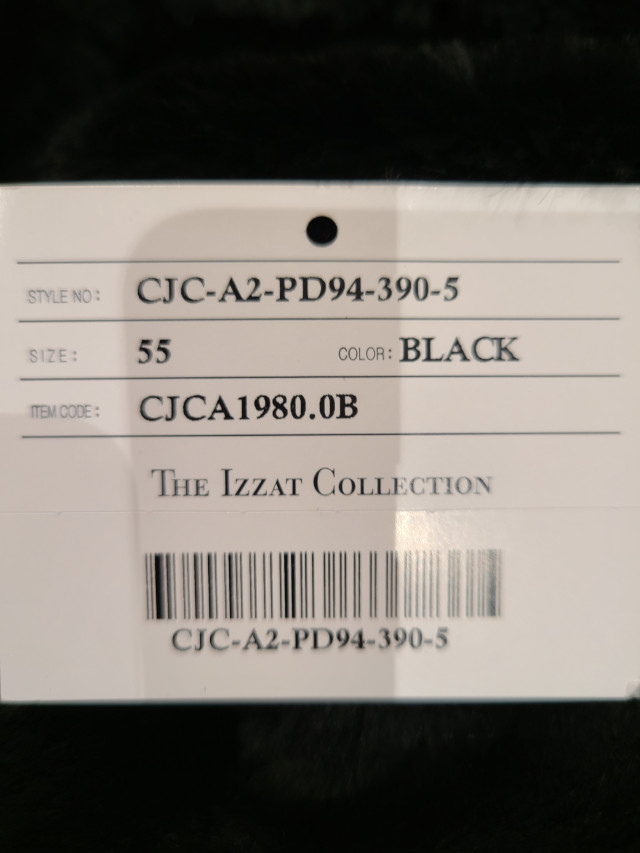 STYLE NO: CJC-A2-PD94-390-5
SIZE: 55 COLOR: BLACK
ITEM CODE: CJCA1980.0B
THE IZZAT COLLECTION
CJC-A2-PD94-390-5